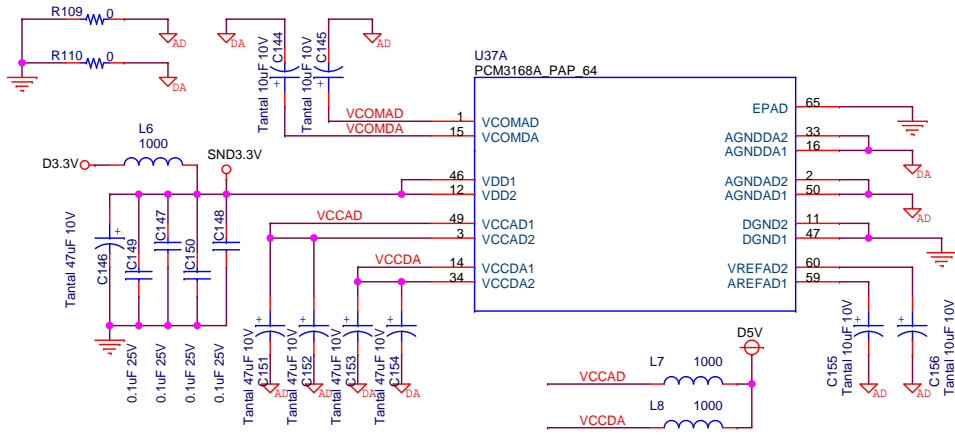 R109 0
AD
R110 0
DA
DA
Tantal 10uF 10V
C144
Tantal 10uF 10V
C145
AD
U37A
PCM3168A_PAP_64
VCOMAD 1 VCOMAD
VCOMDA 15 VCOMDA
EPAD 65
AGNDDA2 33
AGNDDA1 16
DA
L6
1000
D3.3V
SND3.3V
46 VDD1
12 VDD2
AGNDAD2 2
AGNDAD1 50
AD
VCCAD 49 VCCAD1
3 VCCAD2
DGND2 11
DGND1 47
VCCDA 14 VCCDA1
34 VCCDA2
VREFAD2 60
AREFAD1 59
Tantal 47uF 10V
C146
C149
C147
C150
C148
0.1uF 25V
0.1uF 25V
0.1uF 25V
0.1uF 25V
Tantal 47uF 10V
C151
AD
Tantal 47uF 10V
C152
AD
Tantal 47uF 10V
C153
DA
Tantal 47uF 10V
C154
DA
D5V
VCCAD L7 1000
VCCDA L8 1000
C155
Tantal 10uF 10V
AD
C156
Tantal 10uF 10V
AD